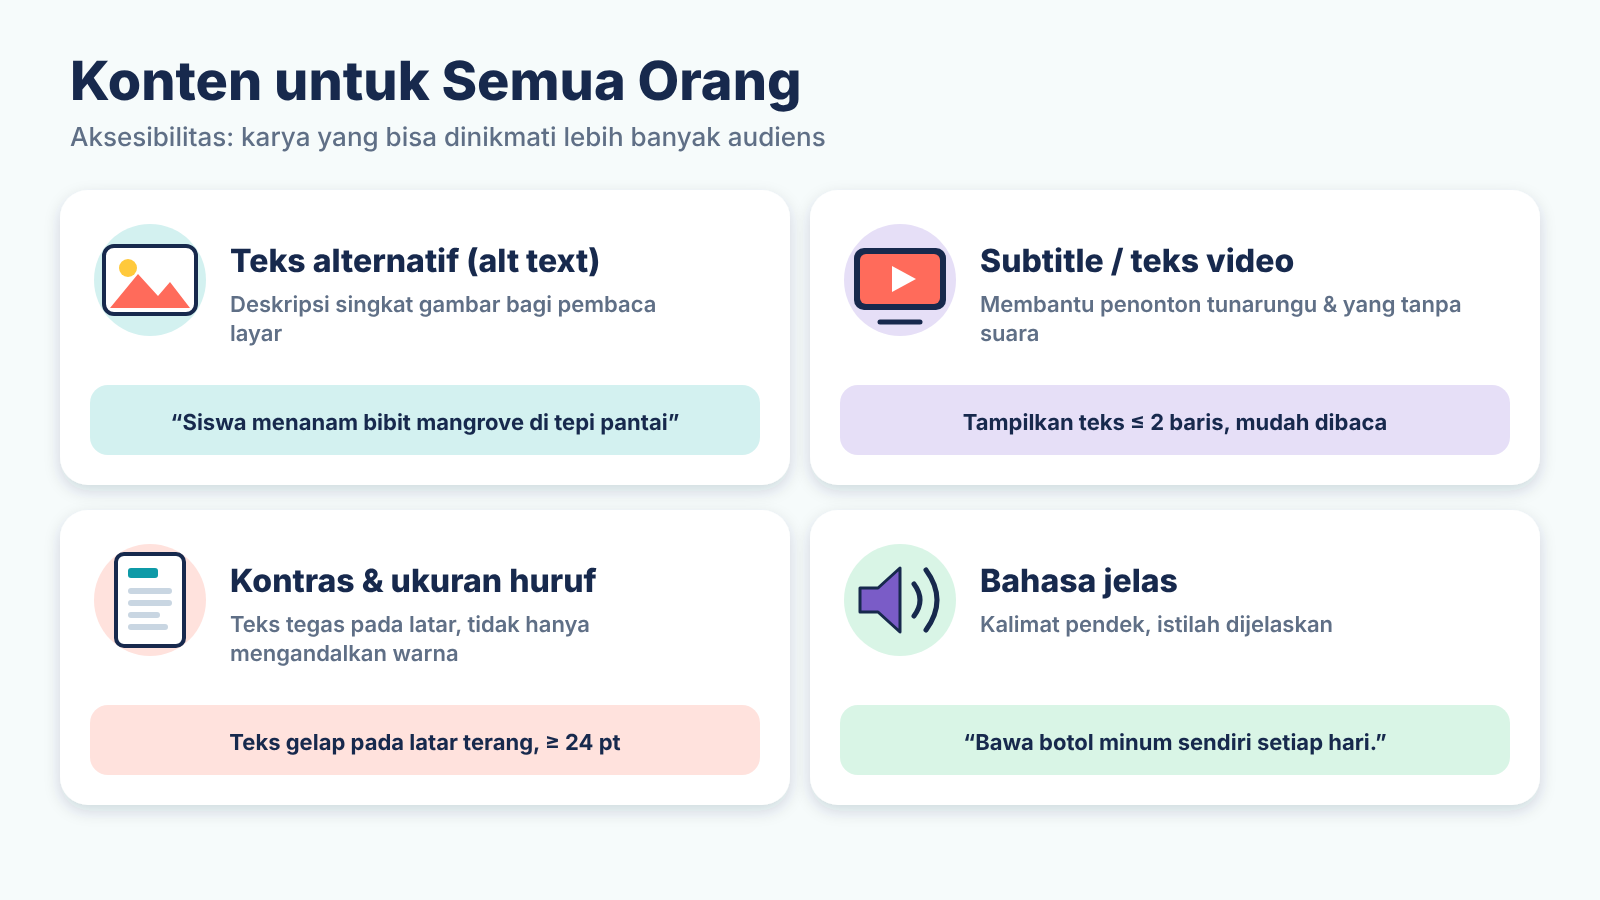 Konten untuk Semua Orang
Aksesibilitas: karya yang bisa dinikmati lebih banyak audiens
Teks alternatif (alt text)
Deskripsi singkat gambar bagi pembaca
layar
“Siswa menanam bibit mangrove di tepi pantai”
Subtitle / teks video
Membantu penonton tunarungu & yang tanpa
suara
Tampilkan teks ≤ 2 baris, mudah dibaca
Kontras & ukuran huruf
Teks tegas pada latar, tidak hanya
mengandalkan warna
Teks gelap pada latar terang, ≥ 24 pt
Bahasa jelas
Kalimat pendek, istilah dijelaskan
“Bawa botol minum sendiri setiap hari.”